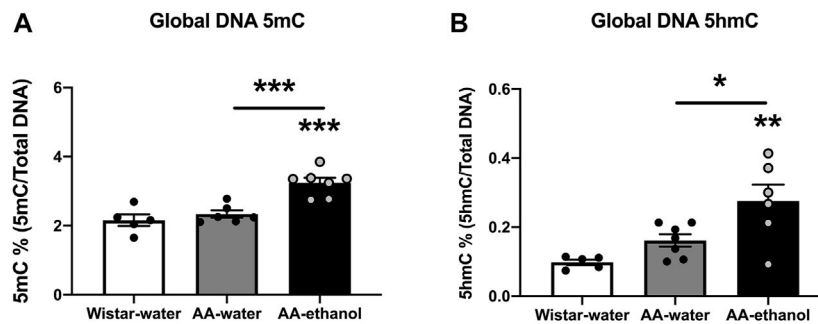 A
Global DNA 5mC
5mC % (5mC/Total DNA)
6
4
2
0
***
***
Wistar-water
AA-water
AA-ethanol
B
Global DNA 5hmC
5hmC % (5hmC/Total DNA)
0.6
0.4
0.2
0.0
*
**
Wistar-water
AA-water
AA-ethanol